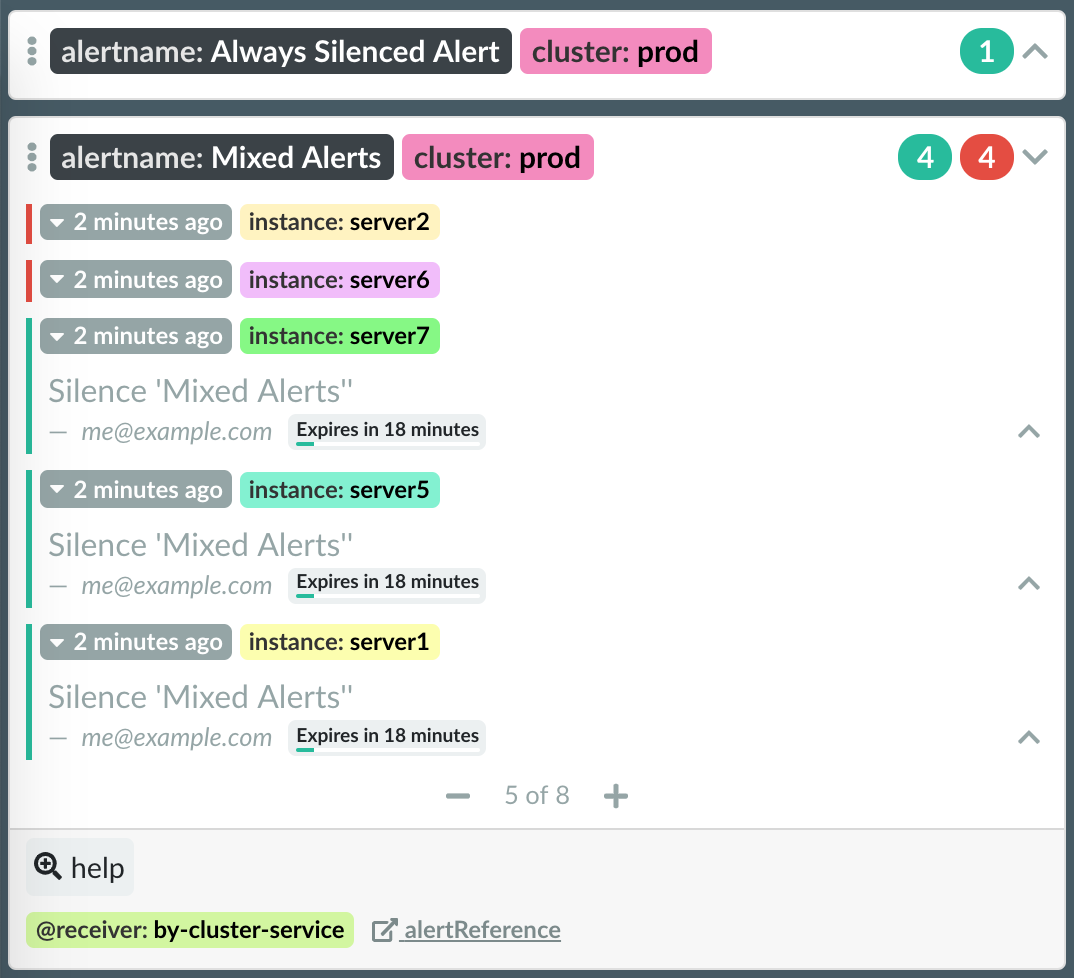 alertname: Always Silenced Alert cluster: prod 1
alertname: Mixed Alerts cluster: prod 4 4
2 minutes ago instance: server2
2 minutes ago instance: server6
2 minutes ago instance: server7
Silence 'Mixed Alerts''
— me@example.com Expires in 18 minutes
2 minutes ago instance: server5
Silence 'Mixed Alerts''
— me@example.com Expires in 18 minutes
2 minutes ago instance: server1
Silence 'Mixed Alerts''
— me@example.com Expires in 18 minutes
5 of 8
help
@receiver: by-cluster-service alertReference